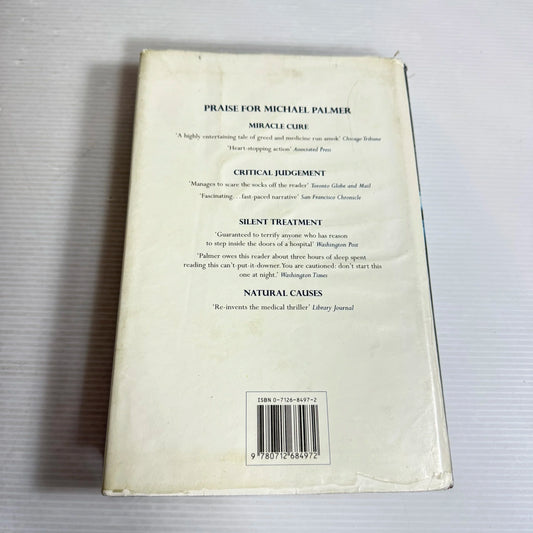 PRAISE FOR MICHAEL PALMER
MIRACLE CURE
'A highly entertaining tale of greed and medicine run amok' Chicago Tribune
'Heart-stopping action' Associated Press
CRITICAL JUDGEMENT
'Manages to scare the socks off the reader' Toronto Globe and Mail
'Fascinating...fast-paced narrative' San Francisco Chronicle
SILENT TREATMENT
'Guaranteed to terrify anyone who has reason
to step inside the doors of a hospital' Washington Post
'Palmer owes this reader about three hours of sleep spent
reading this can't-put-it-downer. You are cautioned: don't start this
one at night.' Washington Times
NATURAL CAUSES
'Re-invents the medical thriller' Library Journal
ISBN 0-7126-8497-2
9 780712 684972